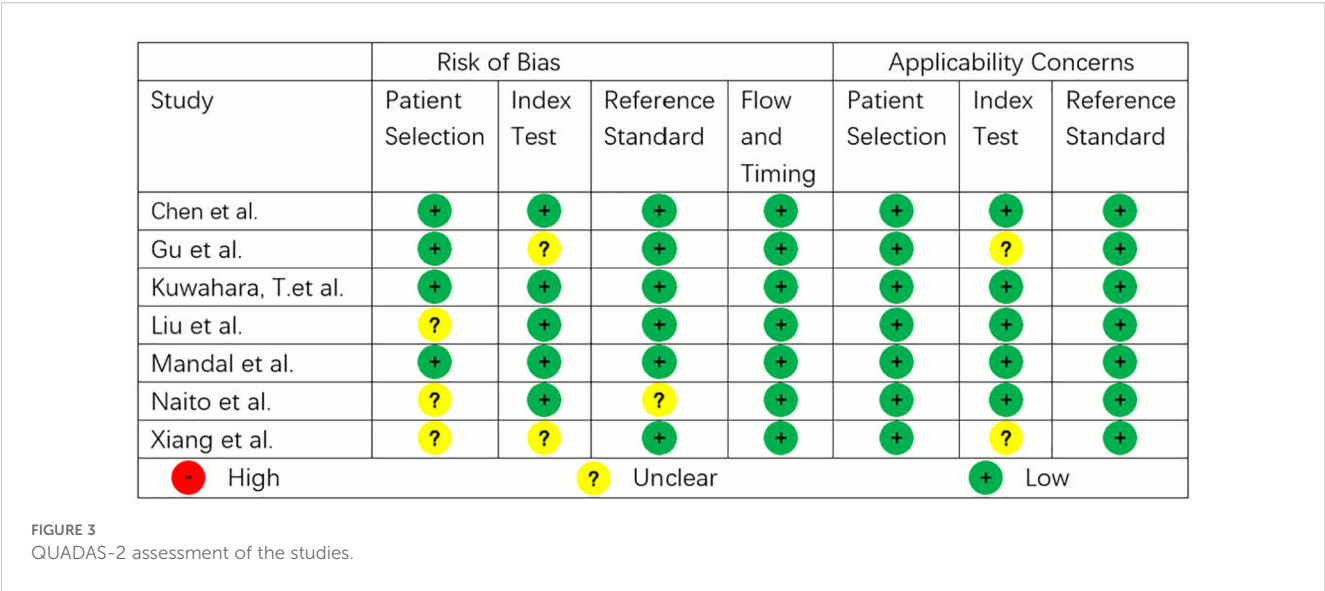 Risk of Bias Applicability Concerns
Study Patient Selection Index Test Reference Standard Flow and Timing Patient Selection Index Test Reference Standard
Chen et al. + + + + + + +
Gu et al. + ? + + + ? +
Kuwahara, T.et al. + + + + + + +
Liu et al. ? + + + + + +
Mandal et al. + + + + + + +
Naito et al. ? + ? + + + +
Xiang et al. ? ? + + + ? +
- High ? Unclear + Low
FIGURE 3
QUADAS-2 assessment of the studies.